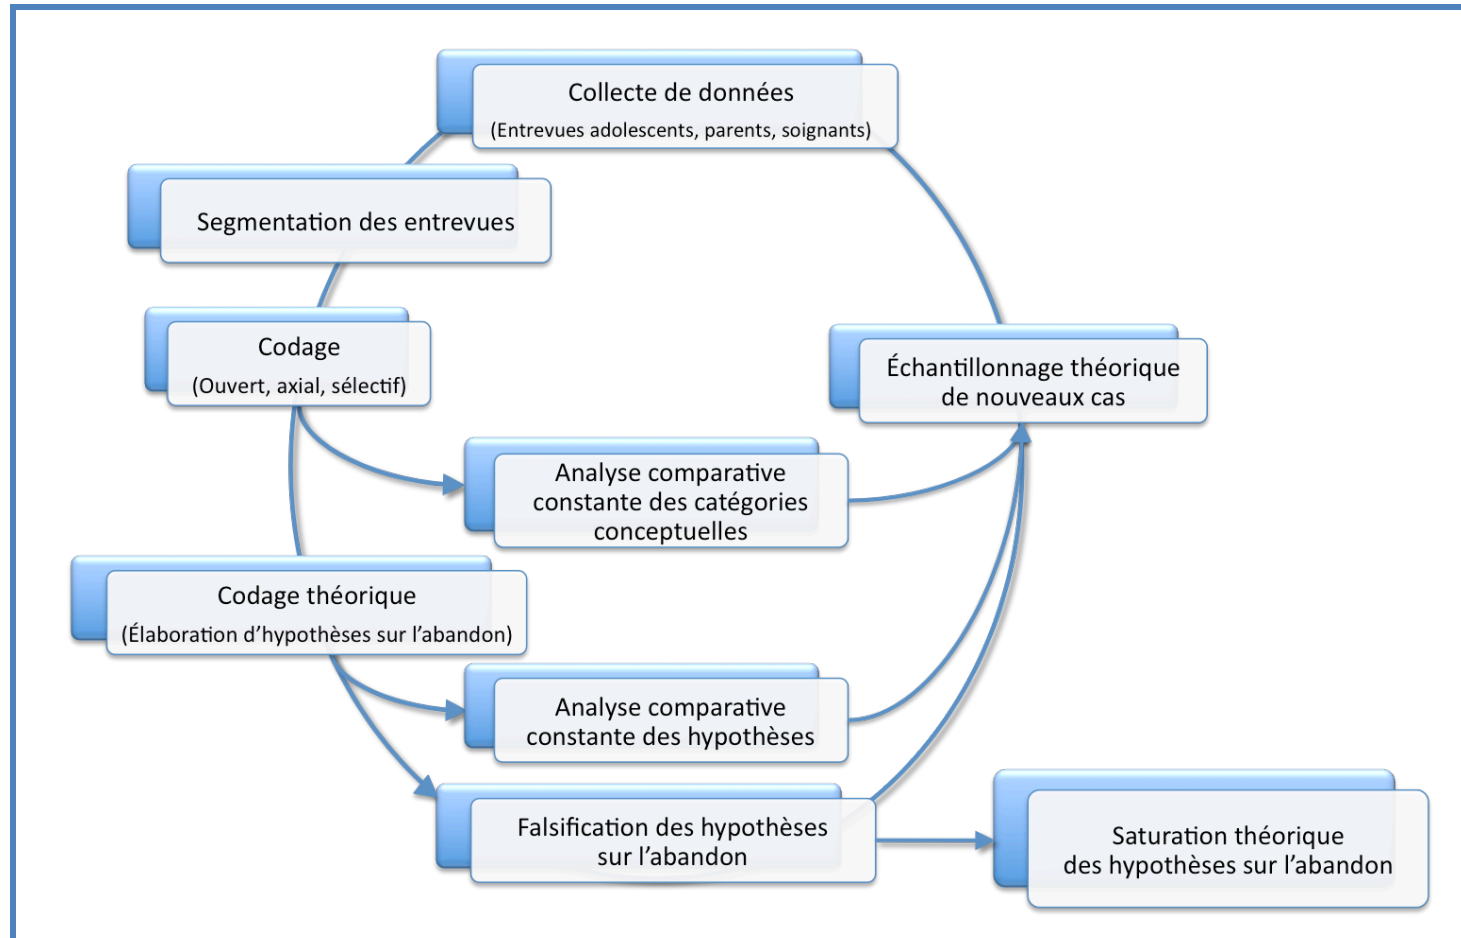 Collecte de données
(Entrevues adolescents, parents, soignants)
Segmentation des entrevues
Codage
(Ouvert, axial, sélectif)
Échantillonnage théorique
de nouveaux cas
Analyse comparative
constante des catégories
conceptuelles
Codage théorique
(Élaboration d’hypothèses sur l’abandon)
Analyse comparative
constante des hypothèses
Falsification des hypothèses
sur l’abandon
Saturation théorique
des hypothèses sur l’abandon